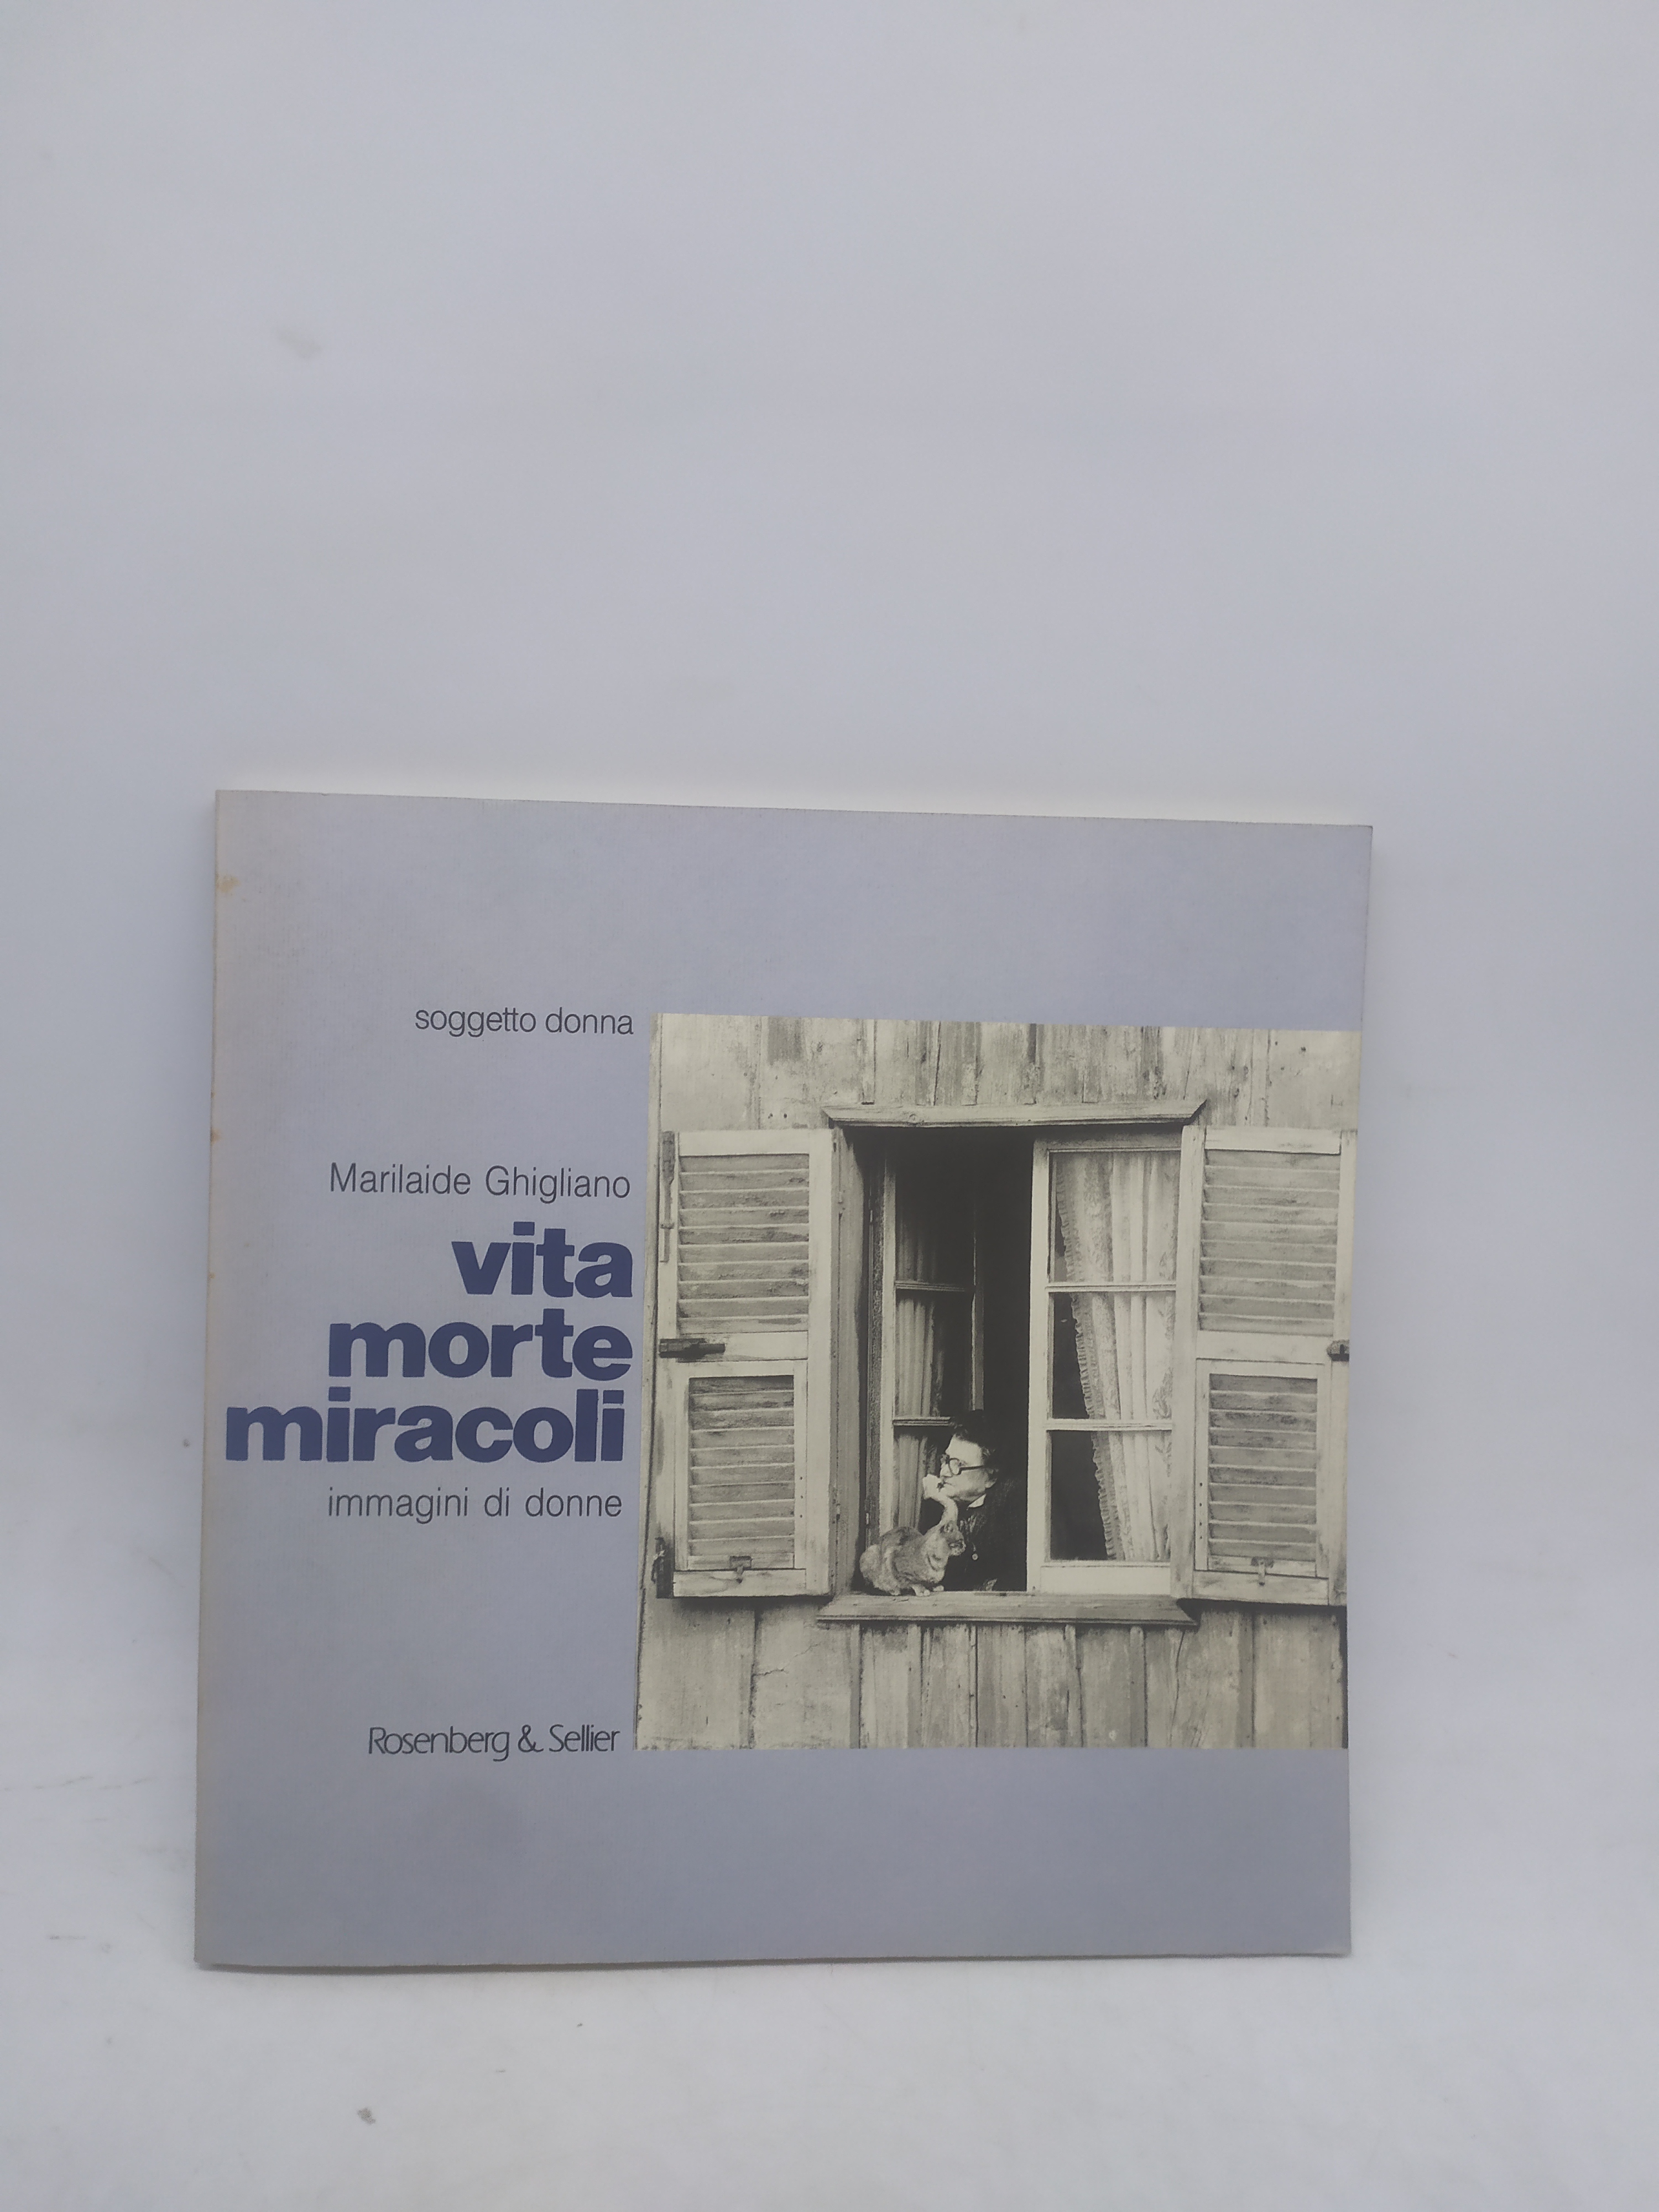 soggetto donna
Marilaide Ghigliano
vita
morte
miracoli
immagini di donne
Rosenberg & Sellier